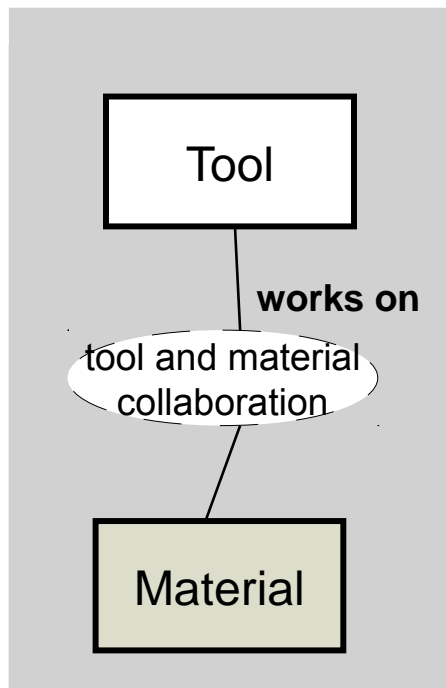 Tool
works on
tool and material
collaboration
Material